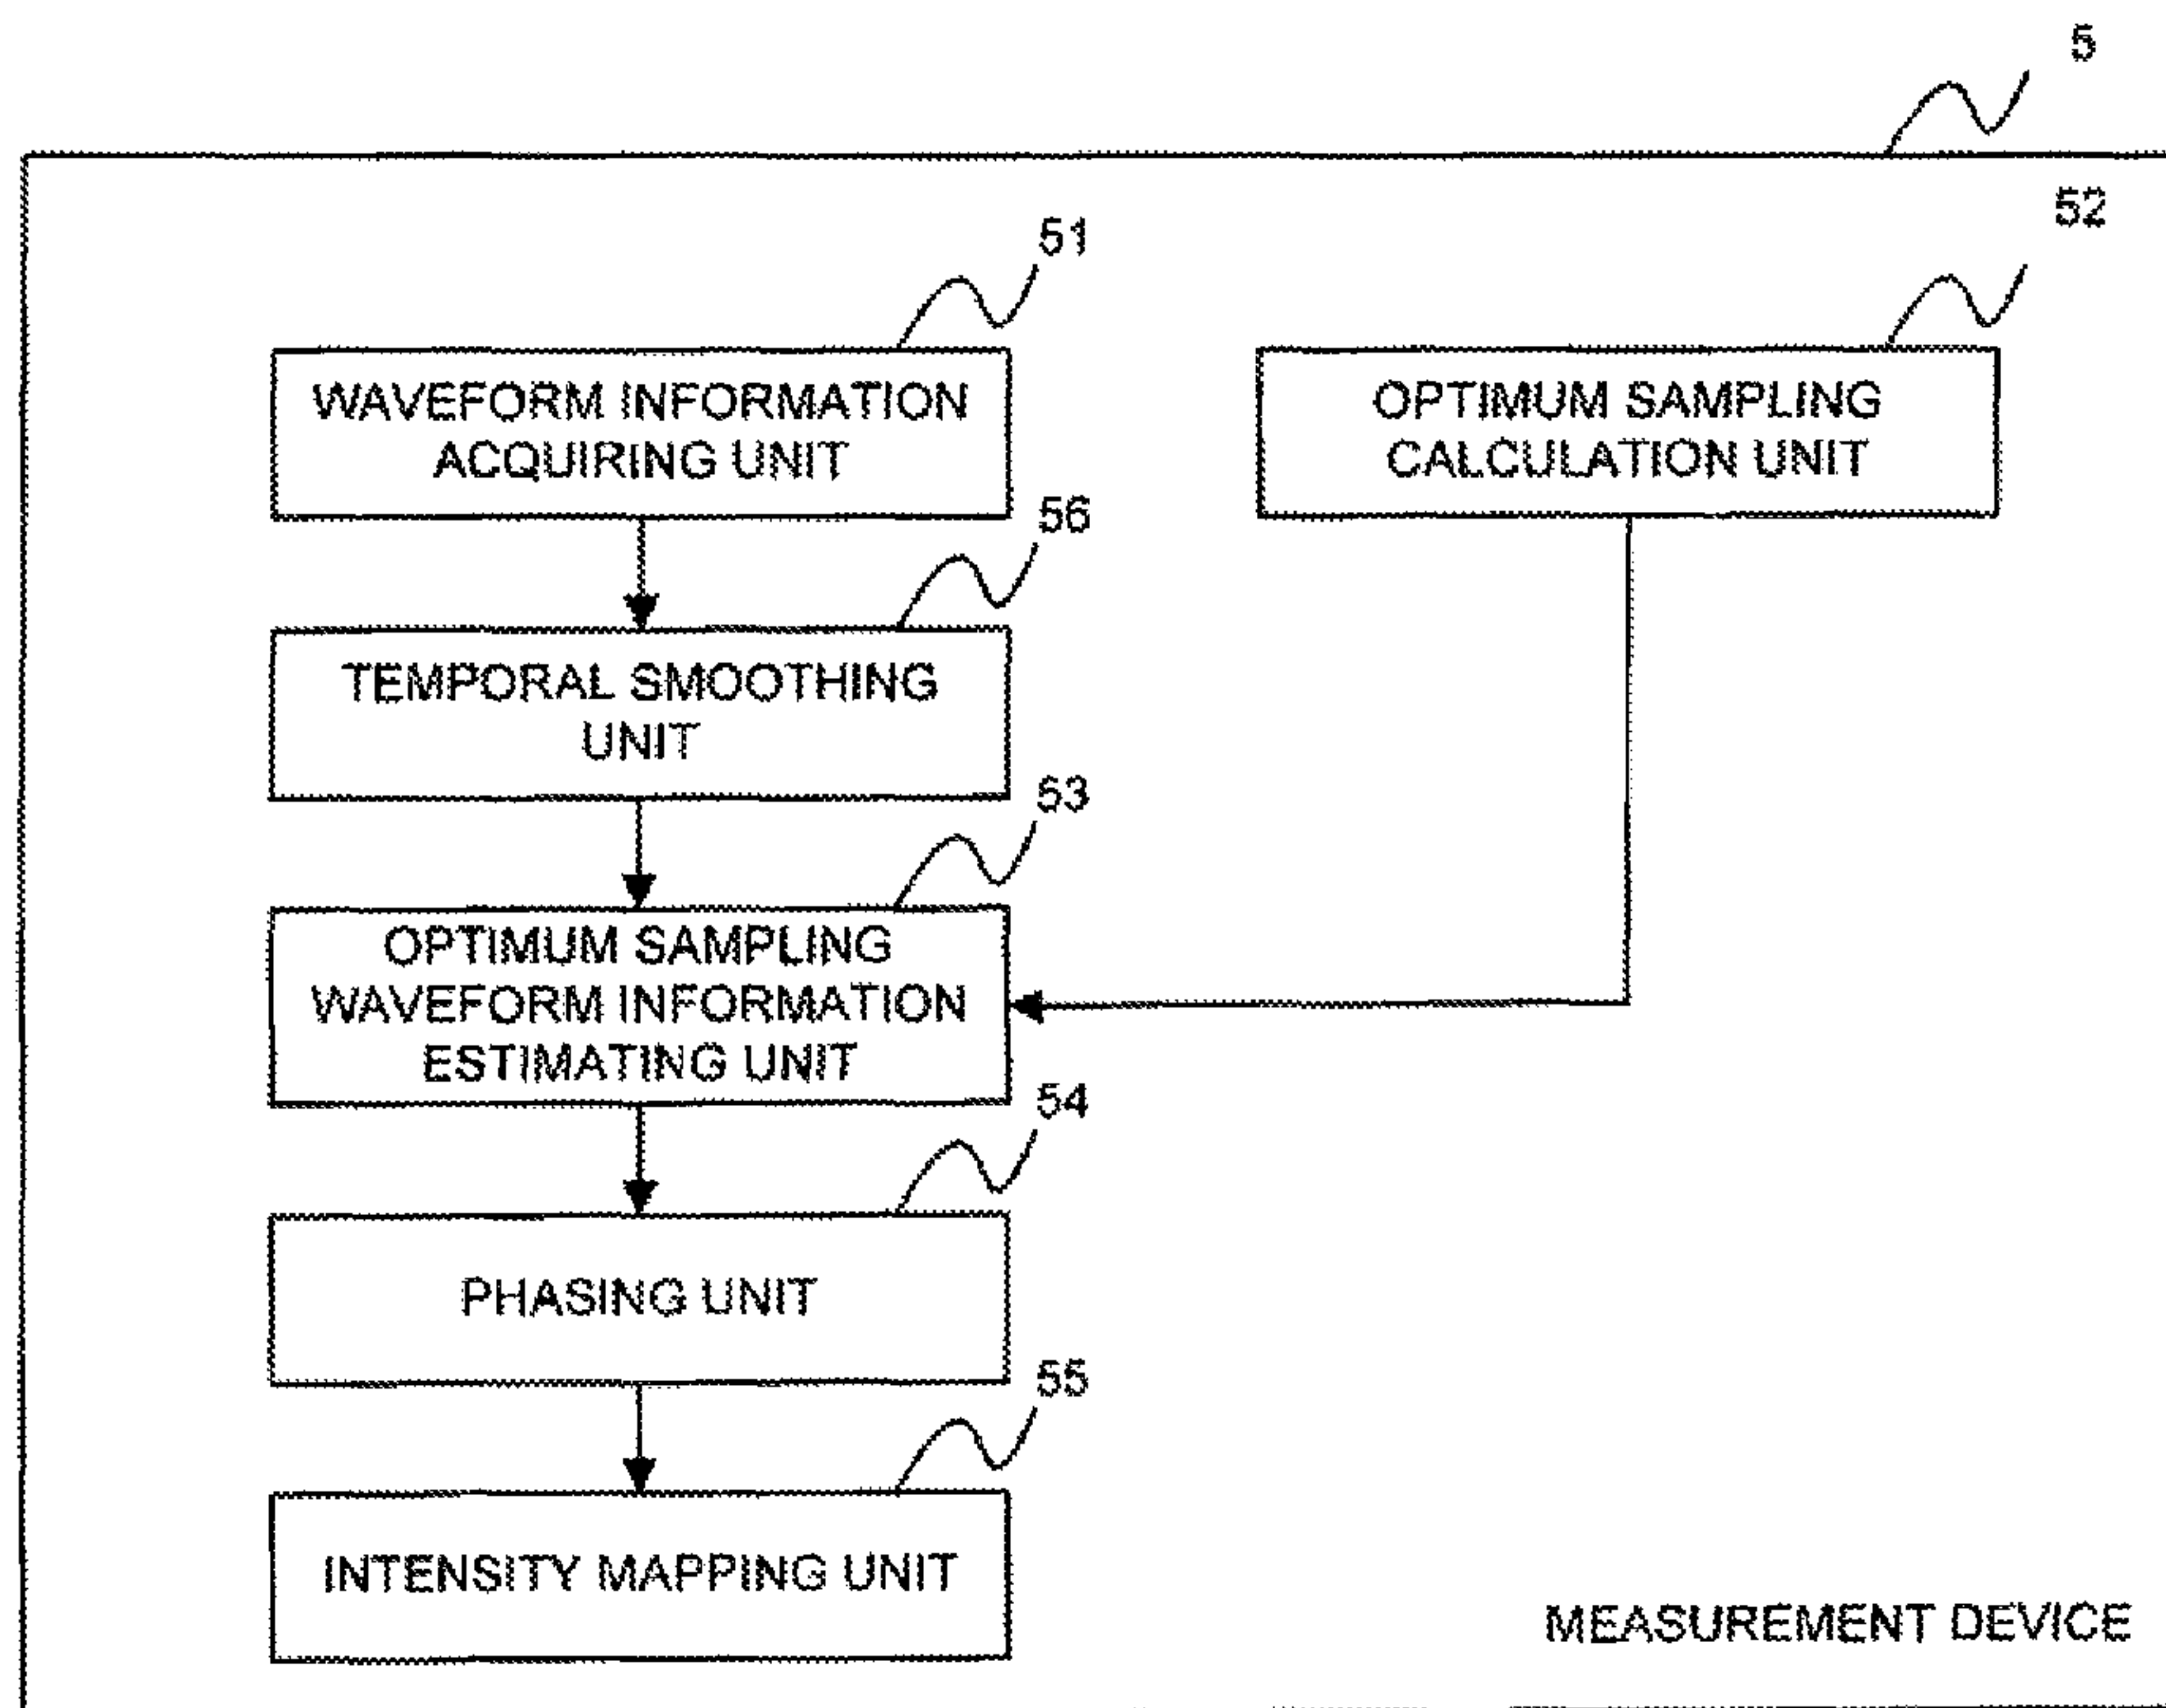 5
52
51
WAVEFORM INFORMATION
ACQUIRING UNIT
OPTIMUM SAMPLING
CALCULATION UNIT
56
TEMPORAL SMOOTHING
UNIT
53
OPTIMUM SAMPLING
WAVEFORM INFORMATION
ESTIMATING UNIT
54
PHASING UNIT
55
INTENSITY MAPPING UNIT
MEASUREMENT DEVICE